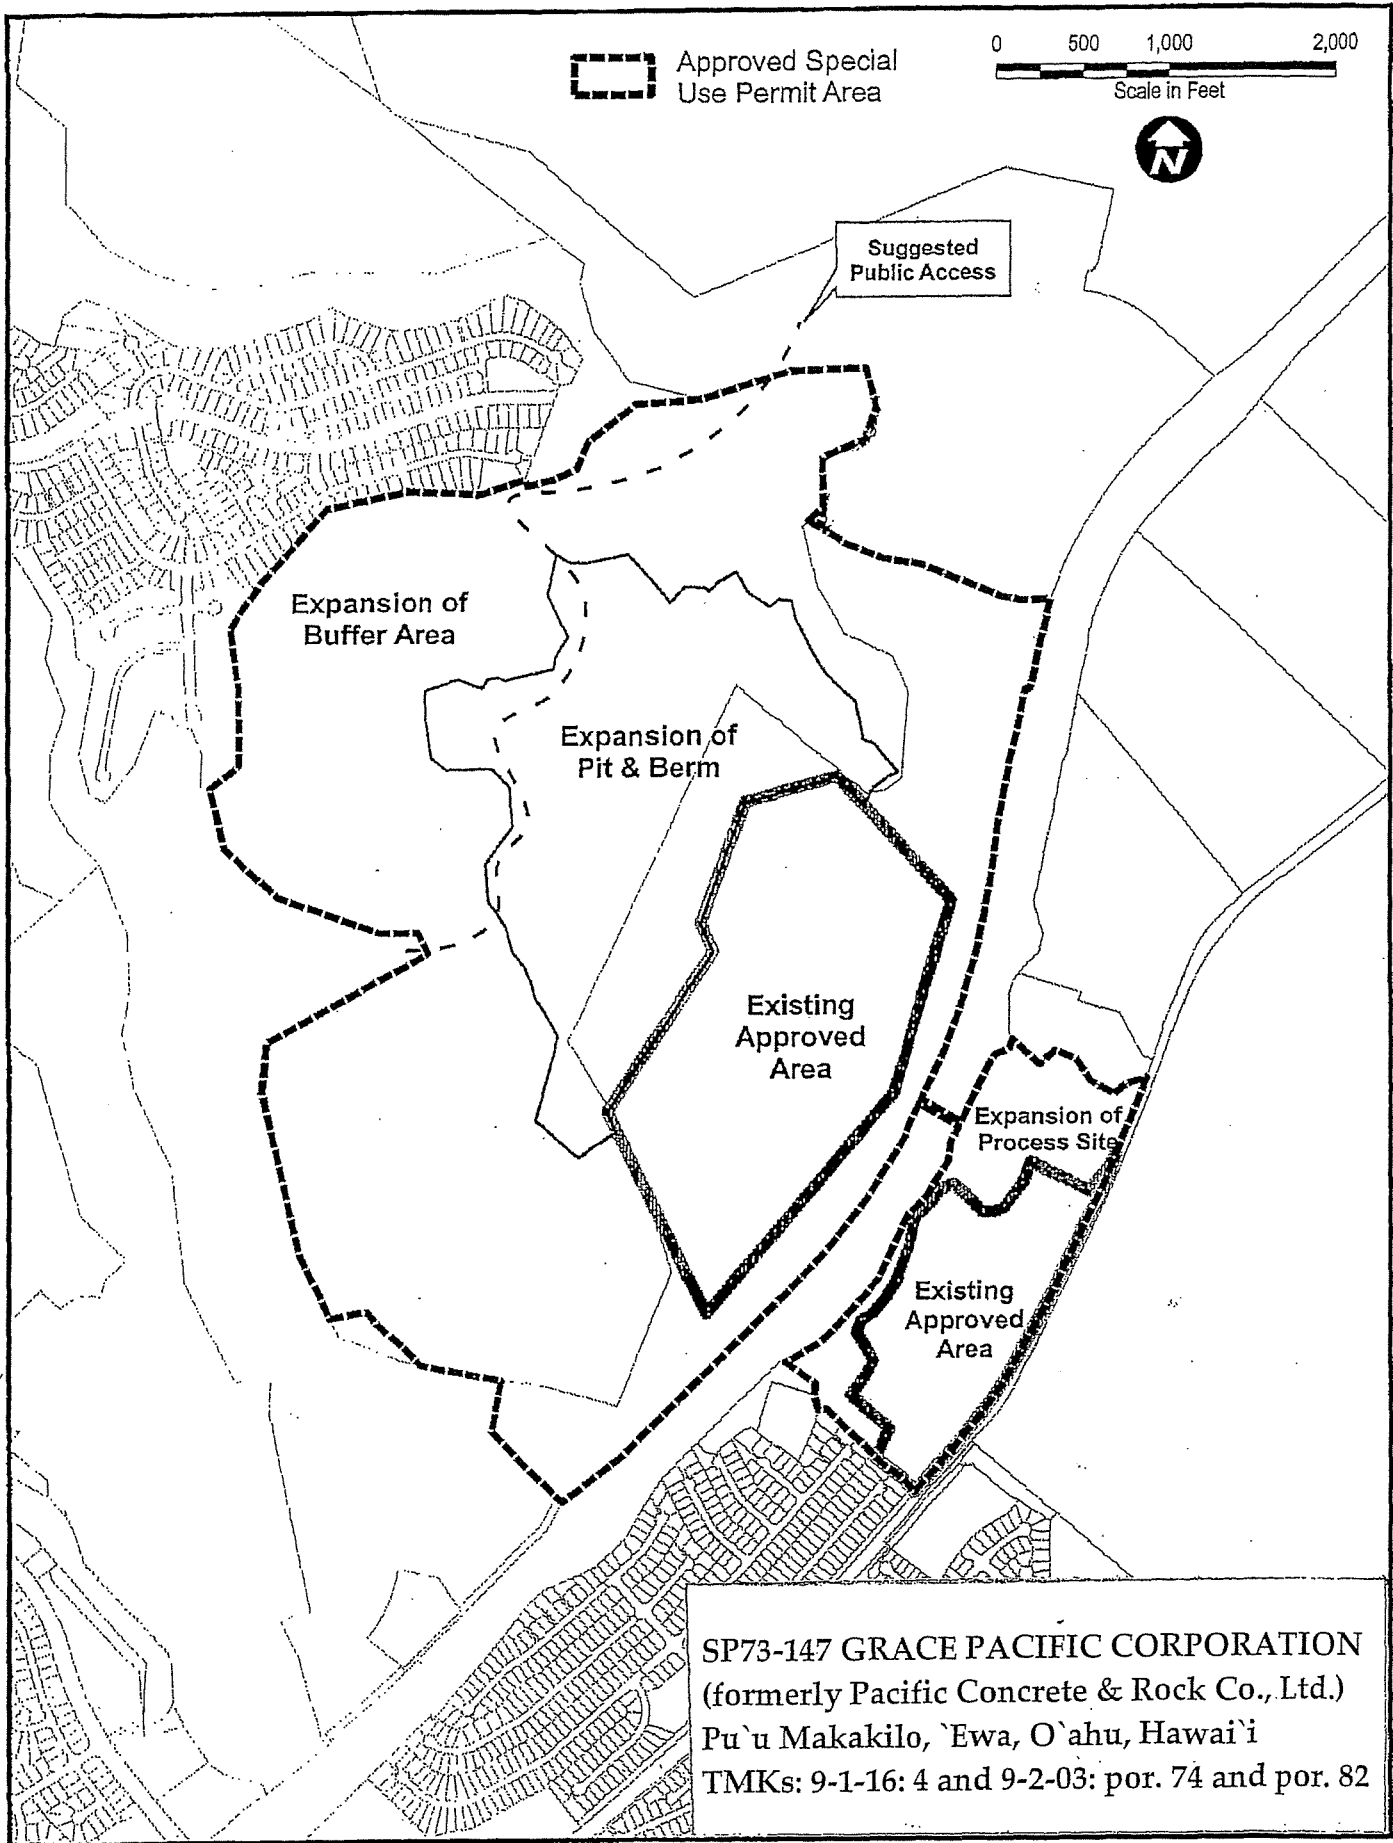 Approved Special
Use Permit Area
0 500 1,000 2,000
Scale in Feet
N
Suggested
Public Access
Expansion of
Buffer Area
Expansion of
Pit & Berm
Existing
Approved
Area
Expansion of
Process Site
Existing
Approved
Area
SP73-147 GRACE PACIFIC CORPORATION
(formerly Pacific Concrete & Rock Co., Ltd.)
Pu`u Makakilo, `Ewa, O`ahu, Hawai`i
TMKs: 9-1-16: 4 and 9-2-03: por. 74 and por. 82